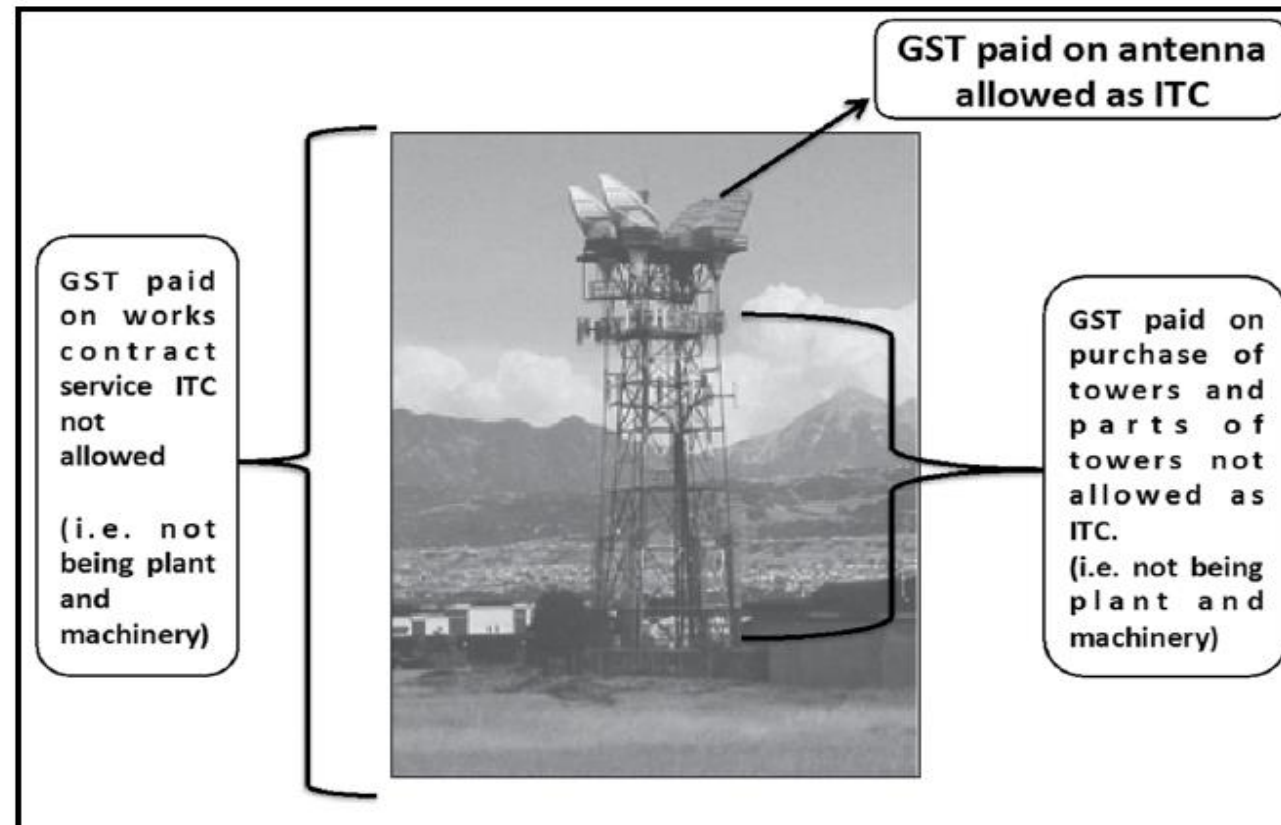 GST paid on antenna
allowed as ITC
GST paid
on works
contract
service ITC
not
allowed
(i.e. not
being plant
and
machinery)
GST paid on
purchase of
towers and
parts of
towers not
allowed as
ITC.
(i.e. not being
plant and
machinery)